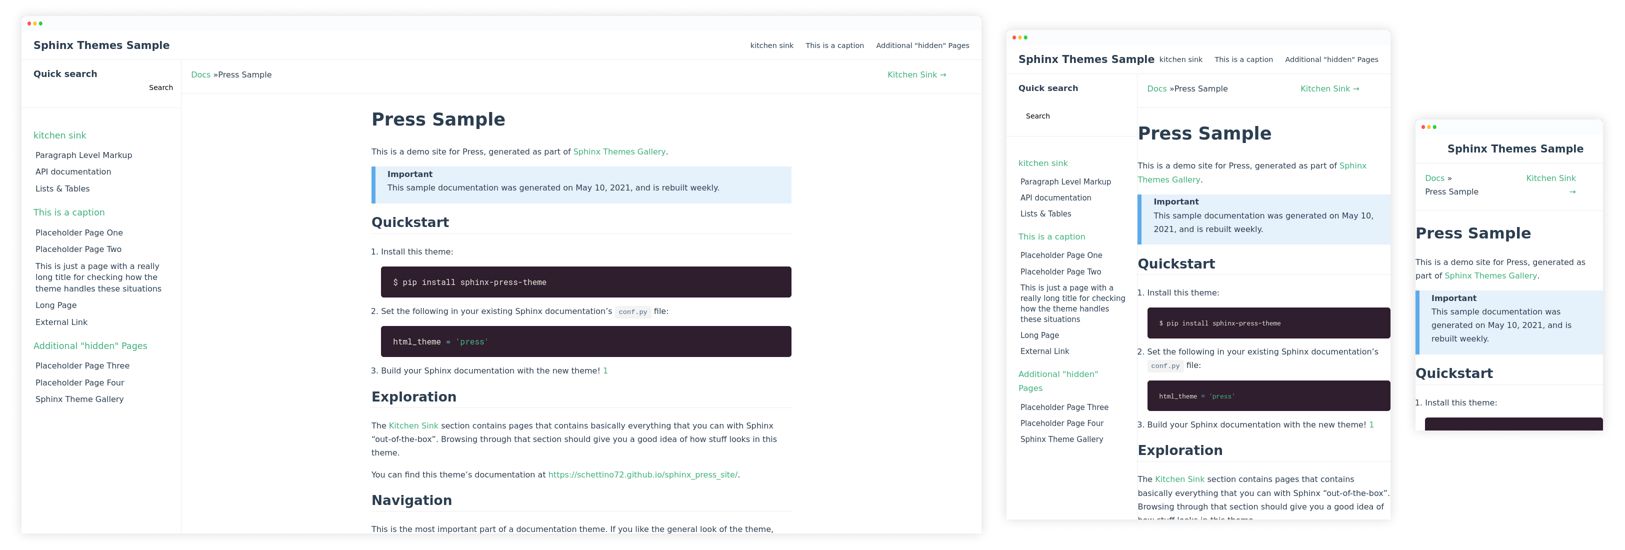 Sphinx Themes Sample
kitchen sink This is a caption Additional "hidden" Pages
Quick search
Search
kitchen sink
Paragraph Level Markup
API documentation
Lists & Tables
This is a caption
Placeholder Page One
Placeholder Page Two
This is just a page with a really
long title for checking how the
theme handles these situations
Long Page
External Link
Additional "hidden" Pages
Placeholder Page Three
Placeholder Page Four
Sphinx Theme Gallery
Docs »Press Sample
Kitchen Sink →
Press Sample
This is a demo site for Press, generated as part of Sphinx Themes Gallery.
Important
This sample documentation was generated on May 10, 2021, and is rebuilt weekly.
Quickstart
1. Install this theme:
$ pip install sphinx-press-theme
2. Set the following in your existing Sphinx documentation’s conf.py file:
html_theme = 'press'
3. Build your Sphinx documentation with the new theme! 1
Exploration
The Kitchen Sink section contains pages that contains basically everything that you can with Sphinx
“out-of-the-box”. Browsing through that section should give you a good idea of how stuff looks in this
theme.
You can find this theme’s documentation at https://schettino72.github.io/sphinx_press_site/.
Navigation
This is the most important part of a documentation theme. If you like the general look of the theme,
Sphinx Themes Sample
kitchen sink This is a caption Additional "hidden" Pages
Quick search
Search
kitchen sink
Paragraph Level Markup
API documentation
Lists & Tables
This is a caption
Placeholder Page One
Placeholder Page Two
This is just a page with a
really long title for checking
how the theme handles
these situations
Long Page
External Link
Additional "hidden"
Pages
Placeholder Page Three
Placeholder Page Four
Sphinx Theme Gallery
Docs »Press Sample
Kitchen Sink →
Press Sample
This is a demo site for Press, generated as part of Sphinx
Themes Gallery.
Important
This sample documentation was generated on May 10,
2021, and is rebuilt weekly.
Quickstart
1. Install this theme:
$ pip install sphinx-press-theme
2. Set the following in your existing Sphinx documentation’s
conf.py file:
html_theme = 'press'
3. Build your Sphinx documentation with the new theme! 1
Exploration
The Kitchen Sink section contains pages that contains
basically everything that you can with Sphinx “out-of-the-box”.
Browsing through that section should give you a good idea of
how stuff looks in this theme.
Sphinx Themes Sample
Docs »
Press Sample
Kitchen Sink
→
Press Sample
This is a demo site for Press, generated as
part of Sphinx Themes Gallery.
Important
This sample documentation was
generated on May 10, 2021, and is
rebuilt weekly.
Quickstart
1. Install this theme: